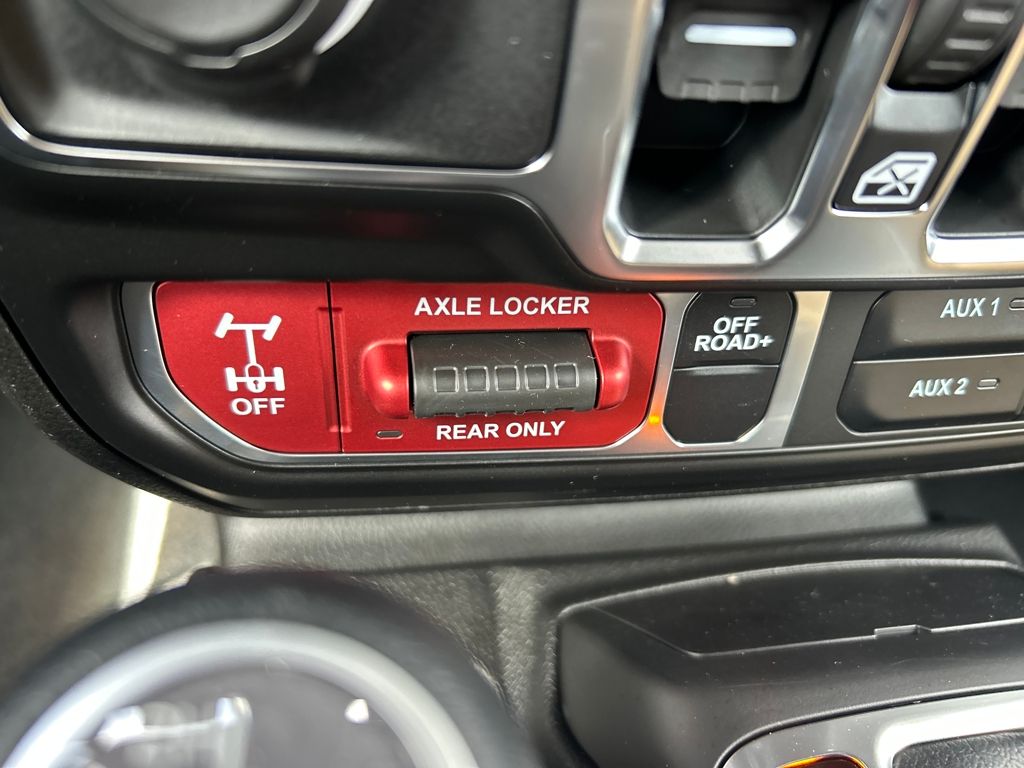 AXLE LOCKER
OFF
REAR ONLY
OFF
ROAD+
AUX 1
AUX 2